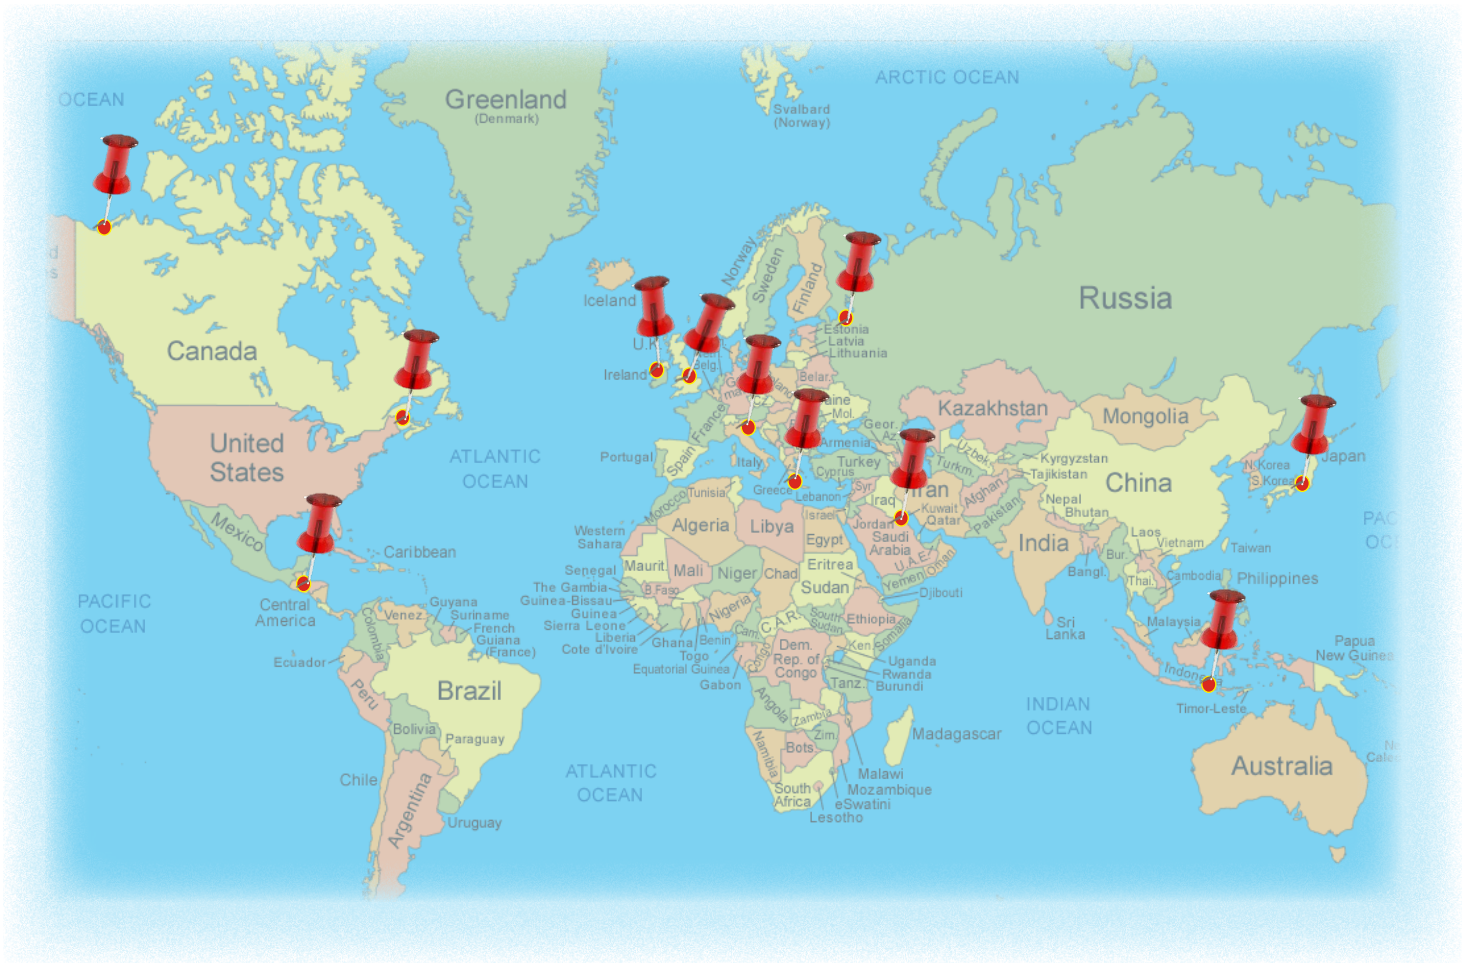 OCEAN
ARCTIC OCEAN
Greenland
(Denmark)
Svalbard
(Norway)
Norway
Sweden
Finland
Iceland
Russia
Canada
U.K.
Ireland
Belg.
Estonia
Latvia
Lithuania
Belar.
Mol.
France
Kazakhstan
Mongolia
United
States
ATLANTIC
OCEAN
Portugal
Spain
Italy
Greece
Turkey
Cyprus
Lebanon
Geor.
Armenia
Az.
Uzbek.
Turkm.
Kyrgyzstan
Tajikistan
China
N.Korea
S.Korea
Japan
Mexico
Caribbean
Morocco
Tunisia
Algeria
Libya
Egypt
Israel
Jordan
Syr.
Iraq
Iran
Kuwait
Qatar
Saudi
Arabia
U.A.E.
Oman
Yemen
Afghan.
Pakistan
Nepal
Bhutan
India
Bangl.
Bur.
Laos
Vietnam
Thai.
Cambodia
Taiwan
Philippines
Western
Sahara
Maurit.
Mali
Niger
Chad
Sudan
Eritrea
Djibouti
Senegal
The Gambia
Guinea-Bissau
Guinea
Sierra Leone
Liberia
Cote d'Ivoire
B.Faso
Ghana
Togo
Benin
Nigeria
Cam.
C.A.R.
South
Sudan
Ethiopia
Somalia
Equatorial Guinea
Gabon
Congo
Dem.
Rep. of
Congo
Ken.
Uganda
Rwanda
Burundi
Tanz.
PACIFIC
OCEAN
Central
America
Venez.
Guyana
Suriname
French
Guiana
(France)
Colombia
Ecuador
Peru
Brazil
Bolivia
Paraguay
Chile
Argentina
Uruguay
ATLANTIC
OCEAN
Angola
Zambia
Zim.
Namibia
Bots.
South
Africa
Malawi
Mozambique
eSwatini
Lesotho
Madagascar
INDIAN
OCEAN
Sri
Lanka
Malaysia
Indonesia
Timor-Leste
Papua
New Guinea
Australia